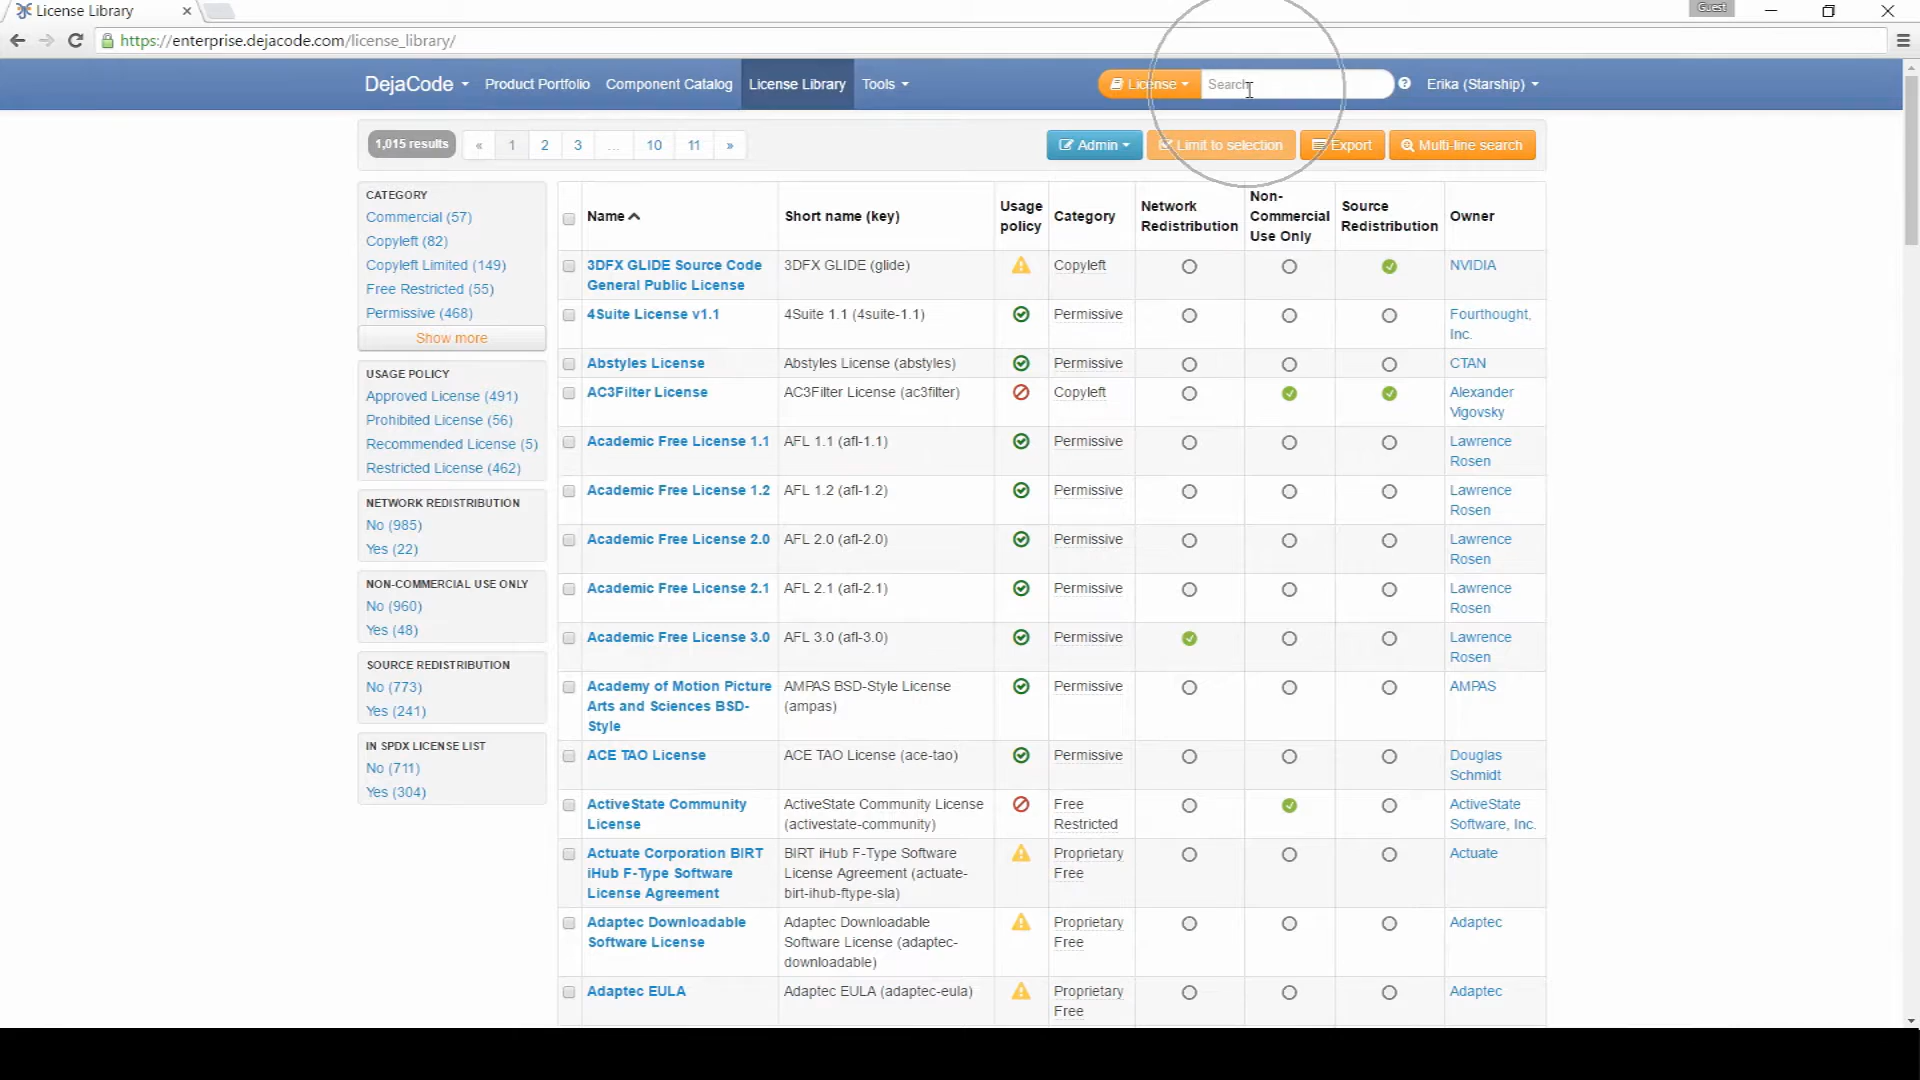 License Library
Guest
https://enterprise.dejacode.com/license_library/
DejaCode Product Portfolio Component Catalog License Library Tools License Search Erika (Starship)
1,015 results « 1 2 3 ... 10 11 » Admin Limit to selection Export Multi-line search
CATEGORY
Commercial (57)
Copyleft (82)
Copyleft Limited (149)
Free Restricted (55)
Permissive (468)
Show more
USAGE POLICY
Approved License (491)
Prohibited License (56)
Recommended License (5)
Restricted License (462)
NETWORK REDISTRIBUTION
No (985)
Yes (22)
NON-COMMERCIAL USE ONLY
No (960)
Yes (48)
SOURCE REDISTRIBUTION
No (773)
Yes (241)
IN SPDX LICENSE LIST
No (711)
Yes (304)
Name
Short name (key)
Usage
policy
Category
Network
Redistribution
Non-
Commercial
Use Only
Source
Redistribution
Owner
3DFX GLIDE Source Code
General Public License
3DFX GLIDE (glide)
Copyleft
NVIDIA
4Suite License v1.1
4Suite 1.1 (4suite-1.1)
Permissive
Fourthought,
Inc.
Abstyles License
Abstyles License (abstyles)
Permissive
CTAN
AC3Filter License
AC3Filter License (ac3filter)
Copyleft
Alexander
Vigovsky
Academic Free License 1.1
AFL 1.1 (afl-1.1)
Permissive
Lawrence
Rosen
Academic Free License 1.2
AFL 1.2 (afl-1.2)
Permissive
Lawrence
Rosen
Academic Free License 2.0
AFL 2.0 (afl-2.0)
Permissive
Lawrence
Rosen
Academic Free License 2.1
AFL 2.1 (afl-2.1)
Permissive
Lawrence
Rosen
Academic Free License 3.0
AFL 3.0 (afl-3.0)
Permissive
Lawrence
Rosen
Academy of Motion Picture
Arts and Sciences BSD-
Style
AMPAS BSD-Style License
(ampas)
Permissive
AMPAS
ACE TAO License
ACE TAO License (ace-tao)
Permissive
Douglas
Schmidt
ActiveState Community
License
ActiveState Community License
(activestate-community)
Free
Restricted
ActiveState
Software, Inc.
Actuate Corporation BIRT
iHub F-Type Software
License Agreement
BIRT iHub F-Type Software
License Agreement (actuate-
birt-ihub-ftype-sla)
Proprietary
Free
Actuate
Adaptec Downloadable
Software License
Adaptec Downloadable
Software License (adaptec-
downloadable)
Proprietary
Free
Adaptec
Adaptec EULA
Adaptec EULA (adaptec-eula)
Proprietary
Free
Adaptec